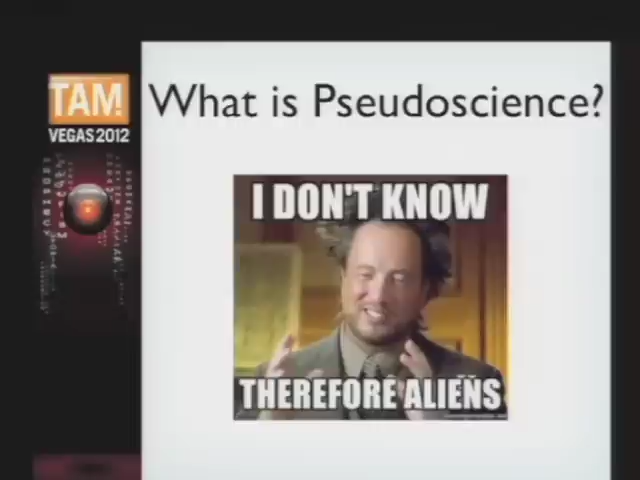 TAM!
VEGAS 2012
What is Pseudoscience?
I DON'T KNOW
THEREFORE ALIENS